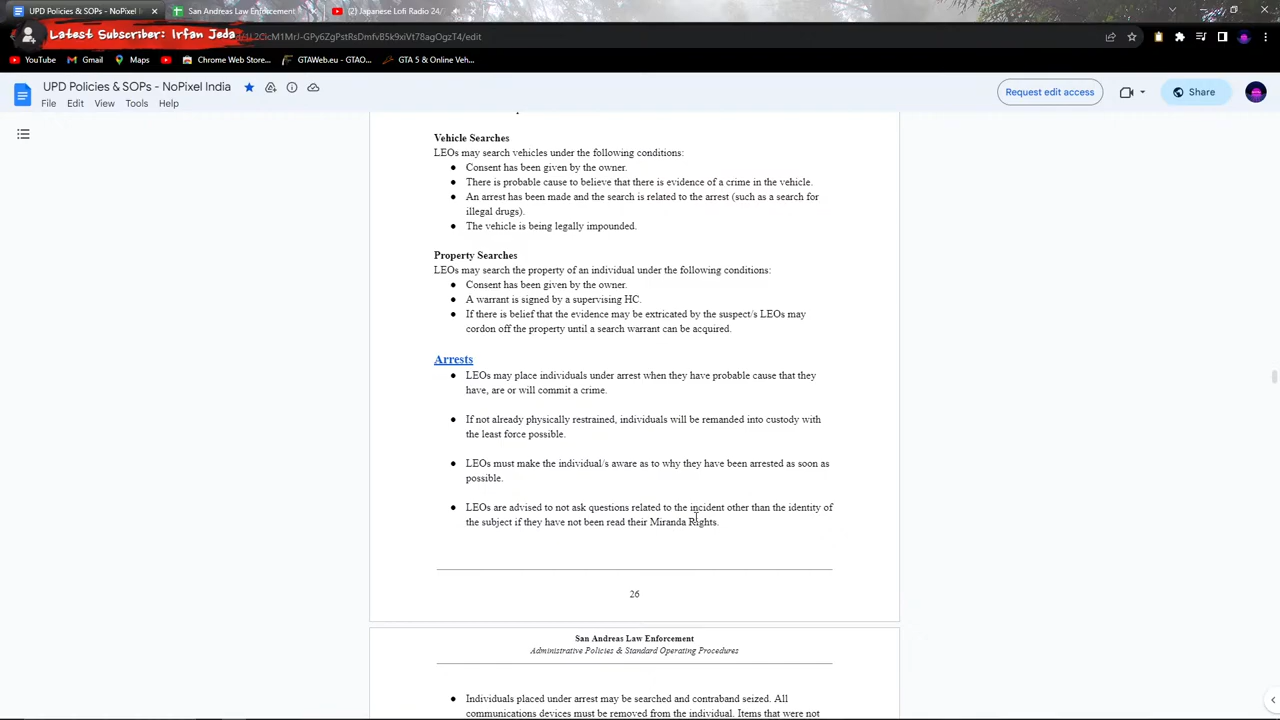 UPD Policies & SOPs - NoPixel I
San Andreas Law Enforcement
(2) Japanese Lofi Radio 24/
Latest Subscriber: Irfan Jeda
L2CicM1MrJ-GPy6ZgPstRsDmfvB5k9xiVt78agOgzT4/edit
YouTube
Gmail
Maps
Chrome Web Store...
GTAWeb.eu - GTAO...
GTA 5 & Online Veh...
UPD Policies & SOPs - NoPixel India
Request edit access
Share
File Edit View Tools Help
Vehicle Searches
LEOs may search vehicles under the following conditions:
● Consent has been given by the owner.
● There is probable cause to believe that there is evidence of a crime in the vehicle.
● An arrest has been made and the search is related to the arrest (such as a search for
illegal drugs).
● The vehicle is being legally impounded.
Property Searches
LEOs may search the property of an individual under the following conditions:
● Consent has been given by the owner.
● A warrant is signed by a supervising HC.
● If there is belief that the evidence may be extricated by the suspect/s LEOs may
cordon off the property until a search warrant can be acquired.
Arrests
● LEOs may place individuals under arrest when they have probable cause that they
have, are or will commit a crime.
● If not already physically restrained, individuals will be remanded into custody with
the least force possible.
● LEOs must make the individual/s aware as to why they have been arrested as soon as
possible.
● LEOs are advised to not ask questions related to the incident other than the identity of
the subject if they have not been read their Miranda Rights.
26
San Andreas Law Enforcement
Administrative Policies & Standard Operating Procedures
● Individuals placed under arrest may be searched and contraband seized. All
communications devices must be removed from the individual. Items that were not